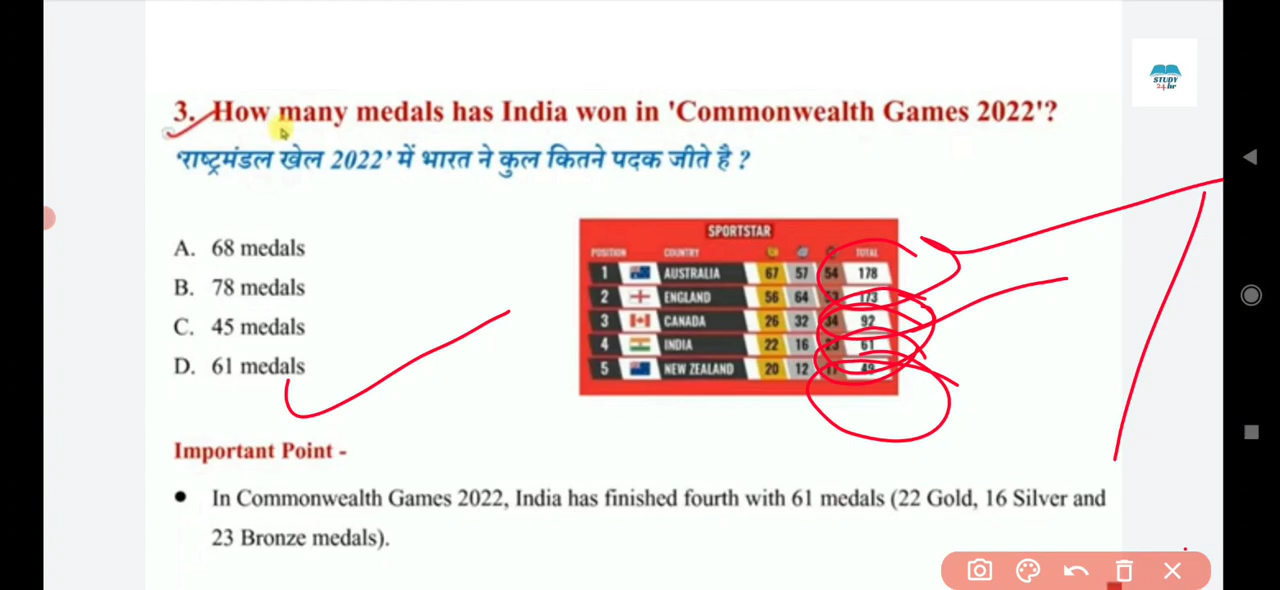 STUDY
24hr
3. How many medals has India won in 'Commonwealth Games 2022'?
'राष्ट्रमंडल खेल 2022' में भारत ने कुल कितने पदक जीते है ?
A. 68 medals
B. 78 medals
C. 45 medals
D. 61 medals
SPORTSTAR
POSITION COUNTRY TOTAL
1 AUSTRALIA 67 57 54 178
2 ENGLAND 56 64 53 173
3 CANADA 26 32 34 92
4 INDIA 22 16 23 61
5 NEW ZEALAND 20 12 17 49
Important Point -
• In Commonwealth Games 2022, India has finished fourth with 61 medals (22 Gold, 16 Silver and
23 Bronze medals).